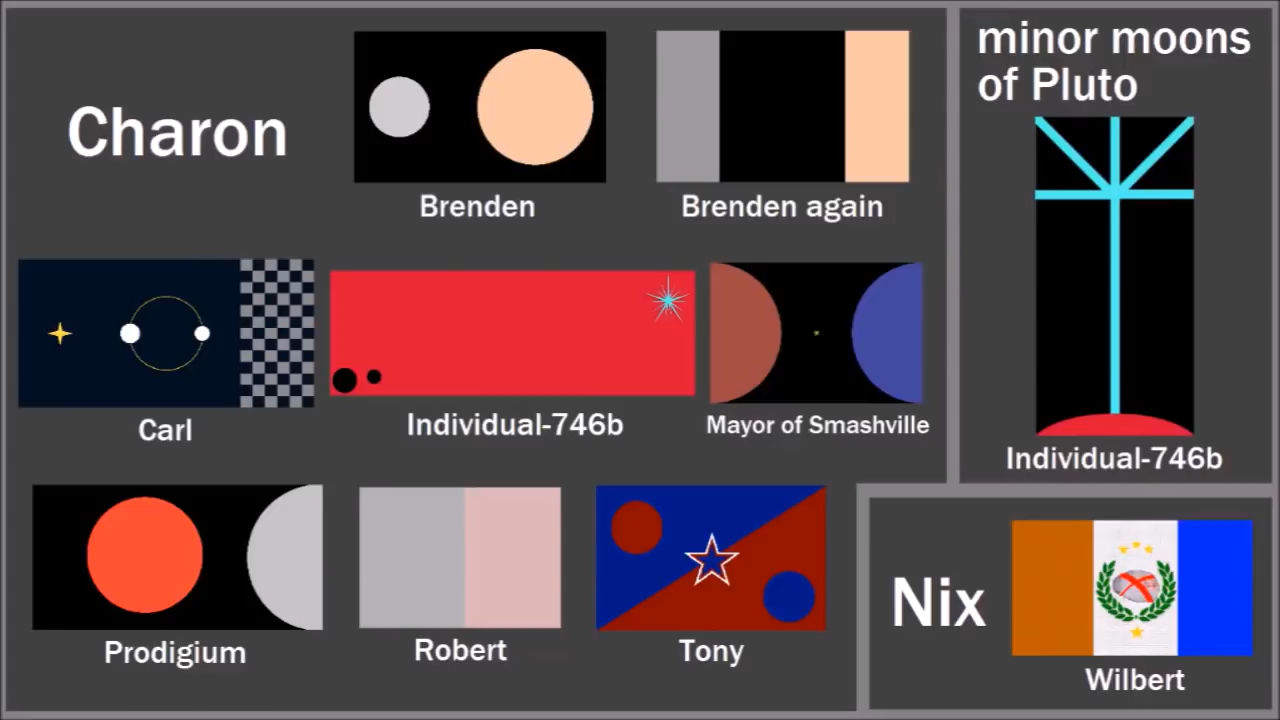 Charon
Brenden
Brenden again
Carl
Individual-746b
Mayor of Smashville
Prodigium
Robert
Tony
minor moons
of Pluto
Individual-746b
Nix
Wilbert